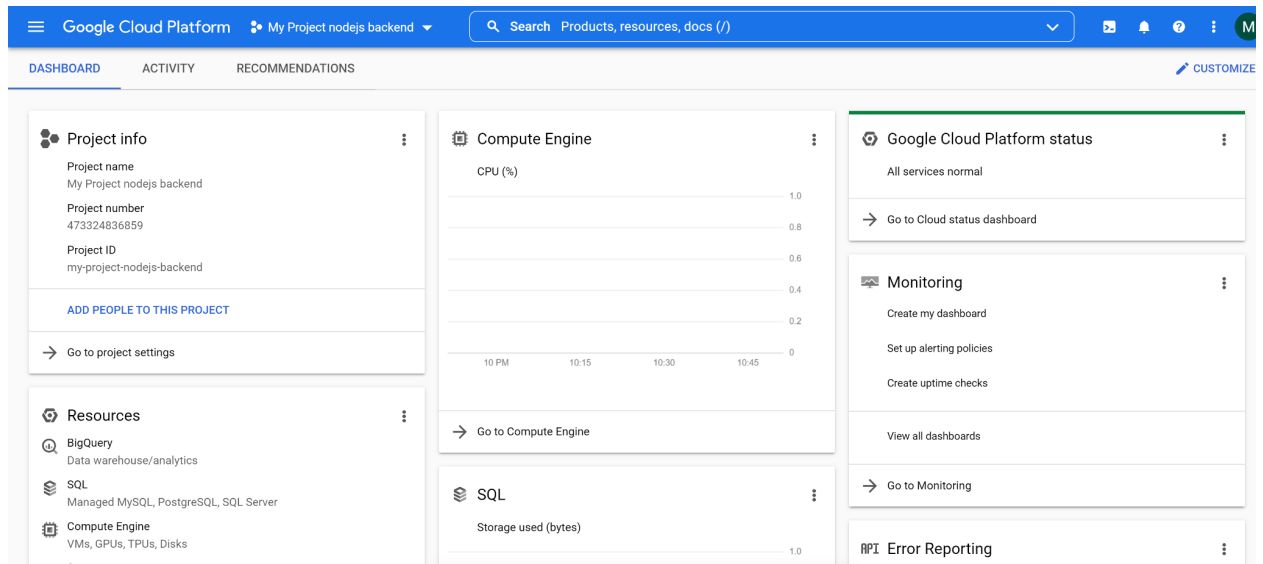 Google Cloud Platform
My Project nodejs backend
Search Products, resources, docs (/)
M
DASHBOARD
ACTIVITY
RECOMMENDATIONS
CUSTOMIZE
Project info
Project name
My Project nodejs backend
Project number
473324836859
Project ID
my-project-nodejs-backend
ADD PEOPLE TO THIS PROJECT
Go to project settings
Resources
BigQuery
Data warehouse/analytics
SQL
Managed MySQL, PostgreSQL, SQL Server
Compute Engine
VMs, GPUs, TPUs, Disks
Compute Engine
CPU (%)
1.0
0.8
0.6
0.4
0.2
0
10 PM 10:15 10:30 10:45
Go to Compute Engine
SQL
Storage used (bytes)
1.0
Google Cloud Platform status
All services normal
Go to Cloud status dashboard
Monitoring
Create my dashboard
Set up alerting policies
Create uptime checks
View all dashboards
Go to Monitoring
API Error Reporting